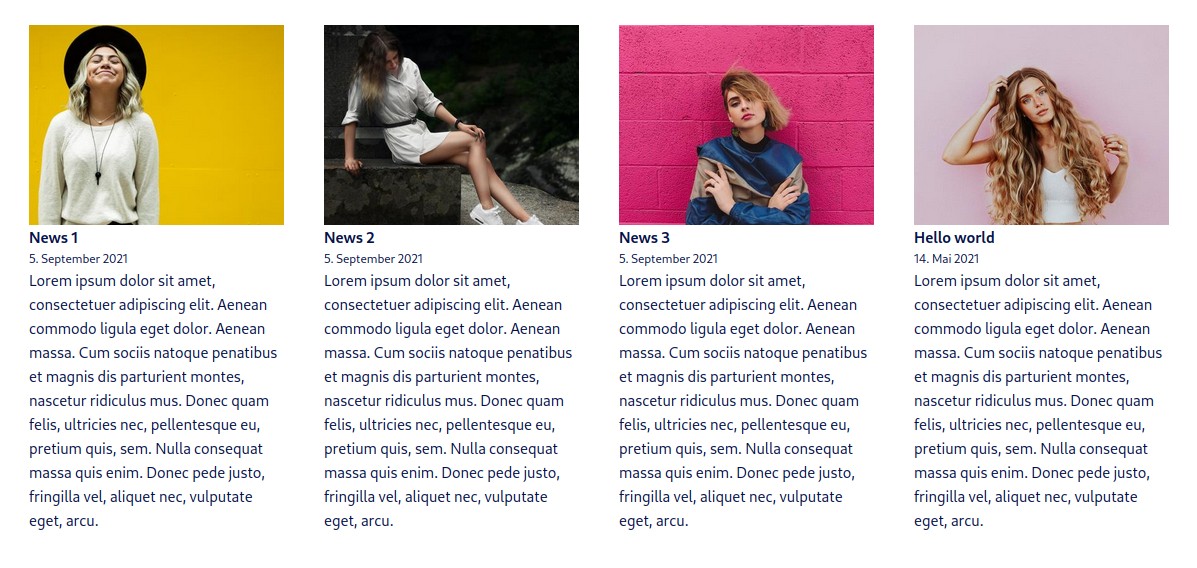 News 1
5. September 2021
Lorem ipsum dolor sit amet,
consectetuer adipiscing elit. Aenean
commodo ligula eget dolor. Aenean
massa. Cum sociis natoque penatibus
et magnis dis parturient montes,
nascetur ridiculus mus. Donec quam
felis, ultricies nec, pellentesque eu,
pretium quis, sem. Nulla consequat
massa quis enim. Donec pede justo,
fringilla vel, aliquet nec, vulputate
eget, arcu.
News 2
5. September 2021
Lorem ipsum dolor sit amet,
consectetuer adipiscing elit. Aenean
commodo ligula eget dolor. Aenean
massa. Cum sociis natoque penatibus
et magnis dis parturient montes,
nascetur ridiculus mus. Donec quam
felis, ultricies nec, pellentesque eu,
pretium quis, sem. Nulla consequat
massa quis enim. Donec pede justo,
fringilla vel, aliquet nec, vulputate
eget, arcu.
News 3
5. September 2021
Lorem ipsum dolor sit amet,
consectetuer adipiscing elit. Aenean
commodo ligula eget dolor. Aenean
massa. Cum sociis natoque penatibus
et magnis dis parturient montes,
nascetur ridiculus mus. Donec quam
felis, ultricies nec, pellentesque eu,
pretium quis, sem. Nulla consequat
massa quis enim. Donec pede justo,
fringilla vel, aliquet nec, vulputate
eget, arcu.
Hello world
14. Mai 2021
Lorem ipsum dolor sit amet,
consectetuer adipiscing elit. Aenean
commodo ligula eget dolor. Aenean
massa. Cum sociis natoque penatibus
et magnis dis parturient montes,
nascetur ridiculus mus. Donec quam
felis, ultricies nec, pellentesque eu,
pretium quis, sem. Nulla consequat
massa quis enim. Donec pede justo,
fringilla vel, aliquet nec, vulputate
eget, arcu.